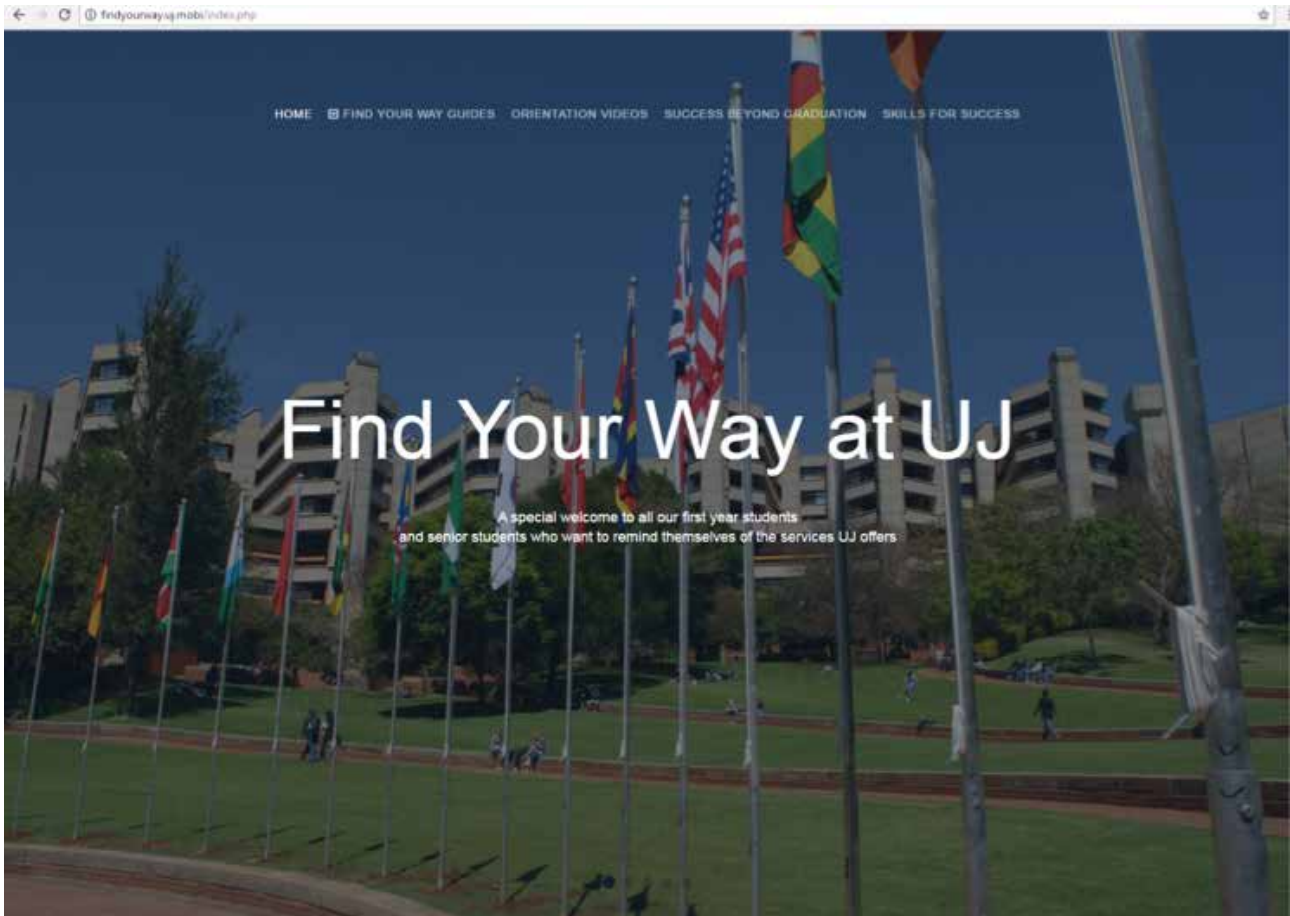 findyourway.uj.mobi/index.php
HOME FIND YOUR WAY GUIDES ORIENTATION VIDEOS SUCCESS BEYOND GRADUATION SKILLS FOR SUCCESS
Find Your Way at UJ
A special welcome to all our first year students
and senior students who want to remind themselves of the services UJ offers